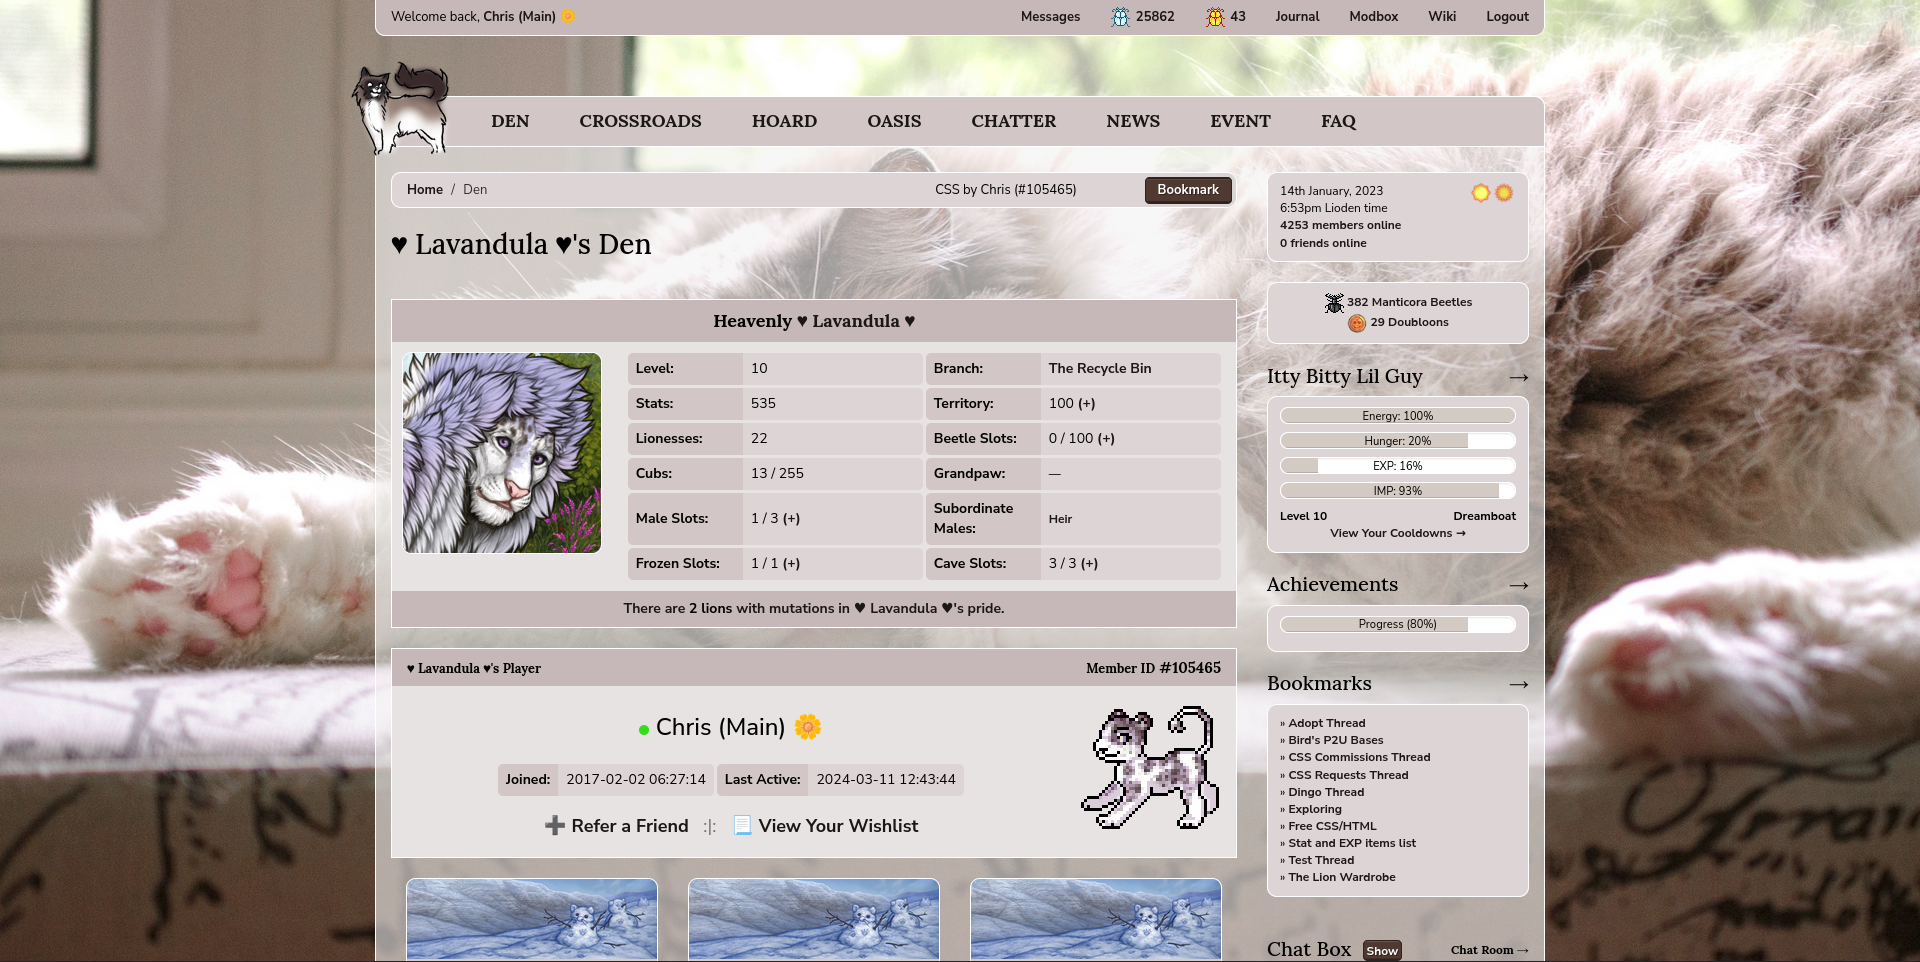 Welcome back, Chris (Main) 🌼
Messages 25862 43 Journal Modbox Wiki Logout
DEN CROSSROADS HOARD OASIS CHATTER NEWS EVENT FAQ
Home / Den CSS by Chris (#105465) Bookmark
♥ Lavandula ♥'s Den
Heavenly ♥ Lavandula ♥
Level: 10 Branch: The Recycle Bin
Stats: 535 Territory: 100 (+)
Lionesses: 22 Beetle Slots: 0 / 100 (+)
Cubs: 13 / 255 Grandpaw: —
Male Slots: 1 / 3 (+) Subordinate Males: Heir
Frozen Slots: 1 / 1 (+) Cave Slots: 3 / 3 (+)
There are 2 lions with mutations in ♥ Lavandula ♥'s pride.
♥ Lavandula ♥'s Player Member ID #105465
Chris (Main) 🌼
Joined: 2017-02-02 06:27:14 Last Active: 2024-03-11 12:43:44
➕ Refer a Friend :|: 📃 View Your Wishlist
14th January, 2023
6:53pm Lioden time
4253 members online
0 friends online
382 Manticora Beetles
29 Doubloons
Itty Bitty Lil Guy →
Energy: 100%
Hunger: 20%
EXP: 16%
IMP: 93%
Level 10 Dreamboat
View Your Cooldowns →
Achievements →
Progress (80%)
Bookmarks →
» Adopt Thread
» Bird's P2U Bases
» CSS Commissions Thread
» CSS Requests Thread
» Dingo Thread
» Exploring
» Free CSS/HTML
» Stat and EXP items list
» Test Thread
» The Lion Wardrobe
Chat Box Show Chat Room →